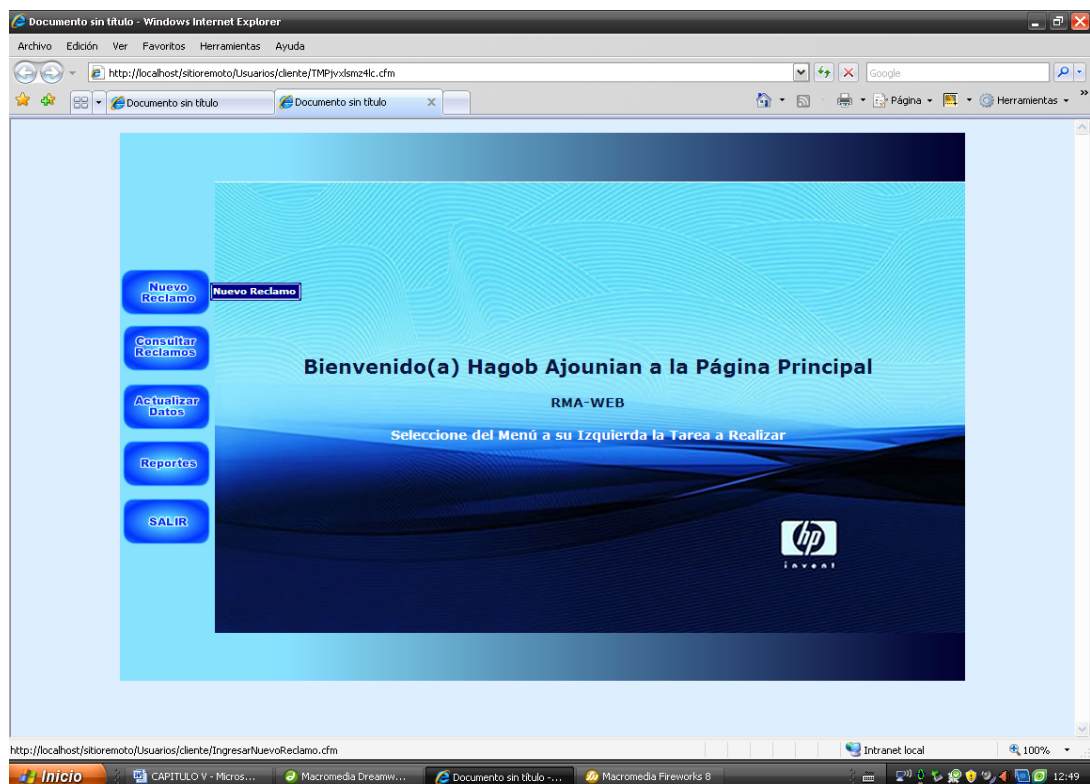 Documento sin título - Windows Internet Explorer
Archivo Edición Ver Favoritos Herramientas Ayuda
http://localhost/sitioremoto/Usuarios/cliente/TMPjvxlsmz4lc.cfm
Google
Documento sin título
Documento sin título
Página
Herramientas
Nuevo
Reclamo
Nuevo Reclamo
Consultar
Reclamos
Bienvenido(a) Hagob Ajounian a la Página Principal
Actualizar
Datos
RMA-WEB
Seleccione del Menú a su Izquierda la Tarea a Realizar
Reportes
SALIR
hp
invent
http://localhost/sitioremoto/Usuarios/cliente/IngresarNuevoReclamo.cfm
Intranet local
100%
Inicio
CAPITULO V - Micros...
Macromedia Dreamw...
Documento sin título -...
Macromedia Fireworks 8
12:49